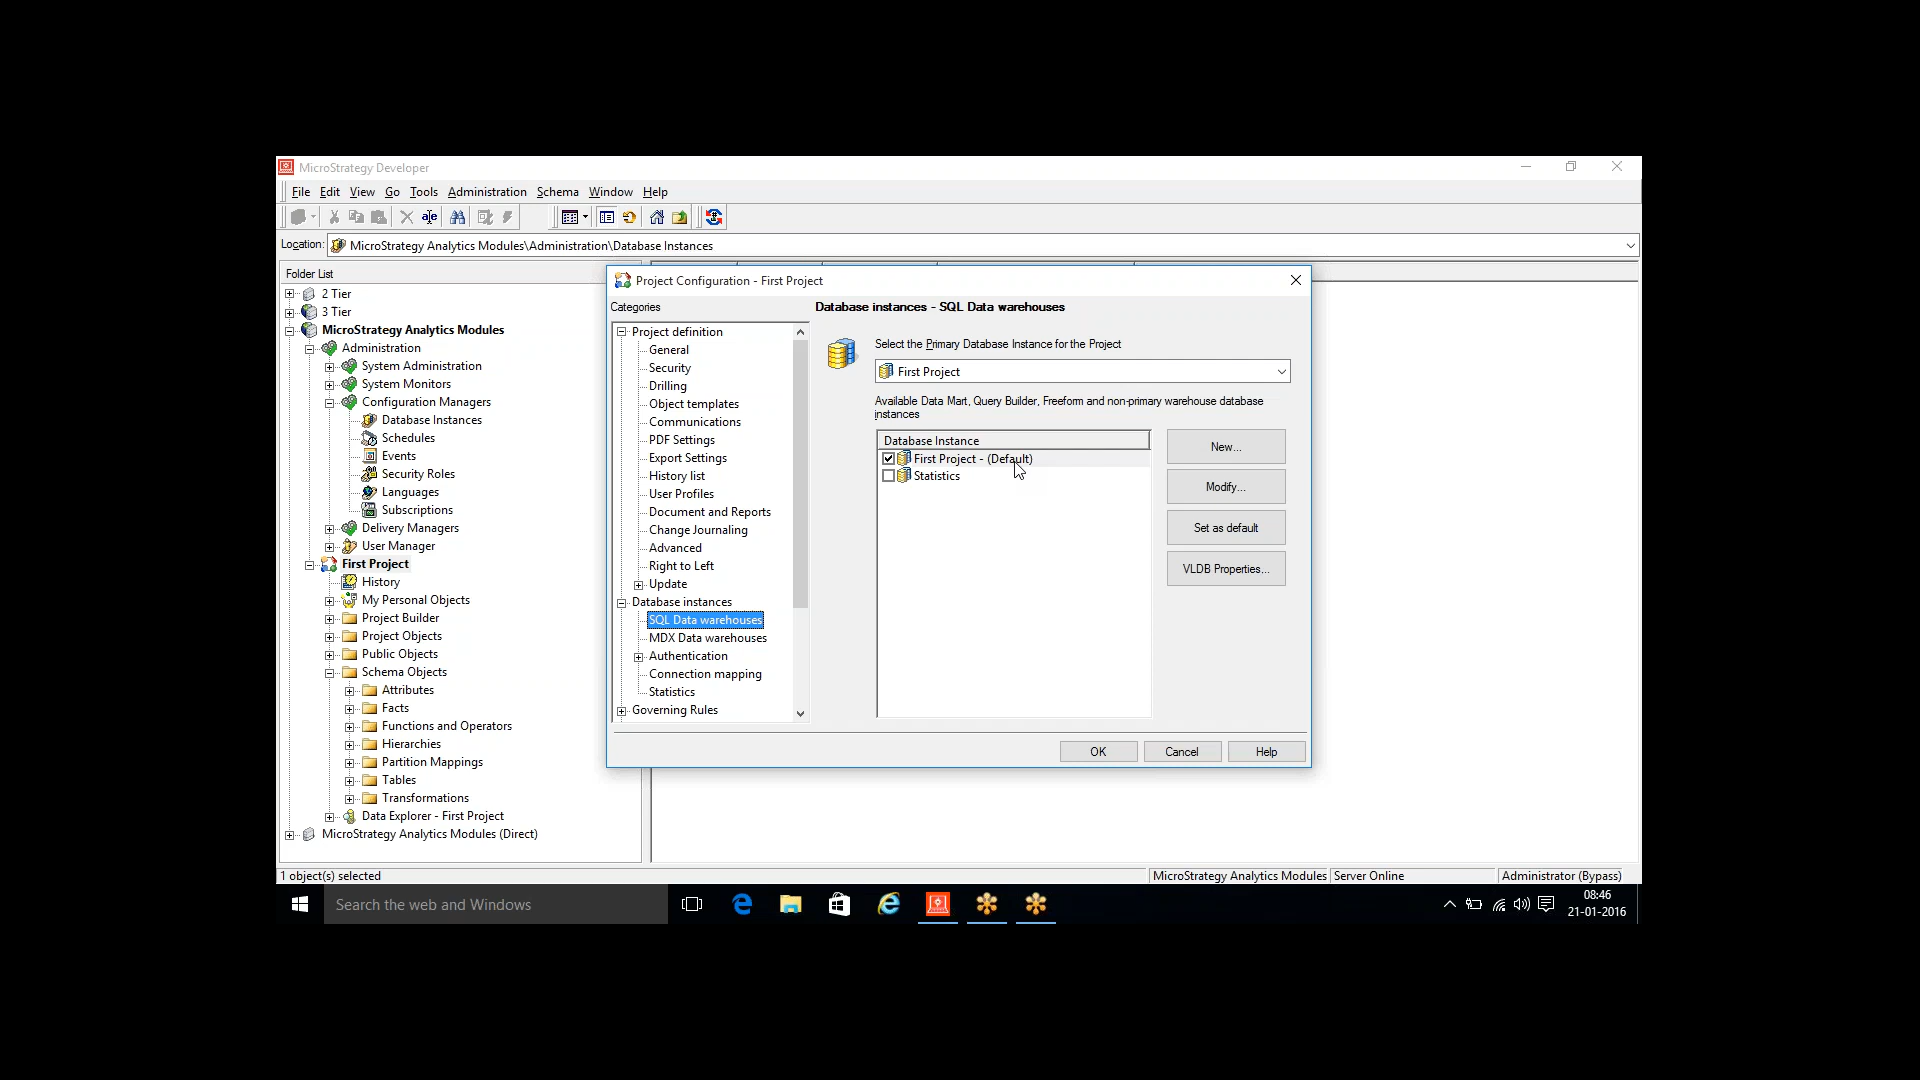 MicroStrategy Developer
File Edit View Go Tools Administration Schema Window Help
Location: MicroStrategy Analytics Modules\Administration\Database Instances
Folder List
2 Tier
3 Tier
MicroStrategy Analytics Modules
Administration
System Administration
System Monitors
Configuration Managers
Database Instances
Schedules
Events
Security Roles
Languages
Subscriptions
Delivery Managers
User Manager
First Project
History
My Personal Objects
Project Builder
Project Objects
Public Objects
Schema Objects
Attributes
Facts
Functions and Operators
Hierarchies
Partition Mappings
Tables
Transformations
Data Explorer - First Project
MicroStrategy Analytics Modules (Direct)
Project Configuration - First Project
Categories
Project definition
General
Security
Drilling
Object templates
Communications
PDF Settings
Export Settings
History list
User Profiles
Document and Reports
Change Journaling
Advanced
Right to Left
Update
Database instances
SQL Data warehouses
MDX Data warehouses
Authentication
Connection mapping
Statistics
Governing Rules
Database instances - SQL Data warehouses
Select the Primary Database Instance for the Project
First Project
Available Data Mart, Query Builder, Freeform and non-primary warehouse database
instances
Database Instance
First Project - (Default)
Statistics
New...
Modify...
Set as default
VLDB Properties...
OK Cancel Help
1 object(s) selected
MicroStrategy Analytics Modules Server Online Administrator (Bypass)
Search the web and Windows
08:46
21-01-2016